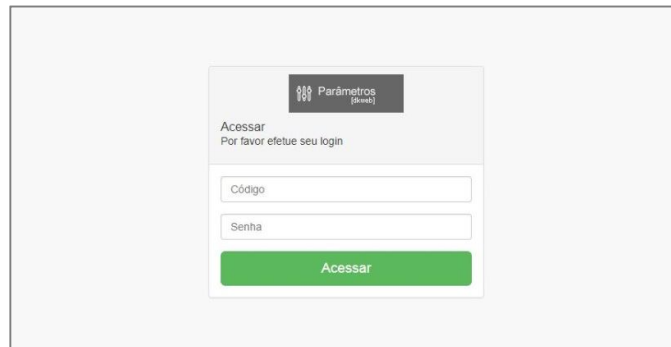 Parâmetros
[dkweb]
Acessar
Por favor efetue seu login
Código
Senha
Acessar